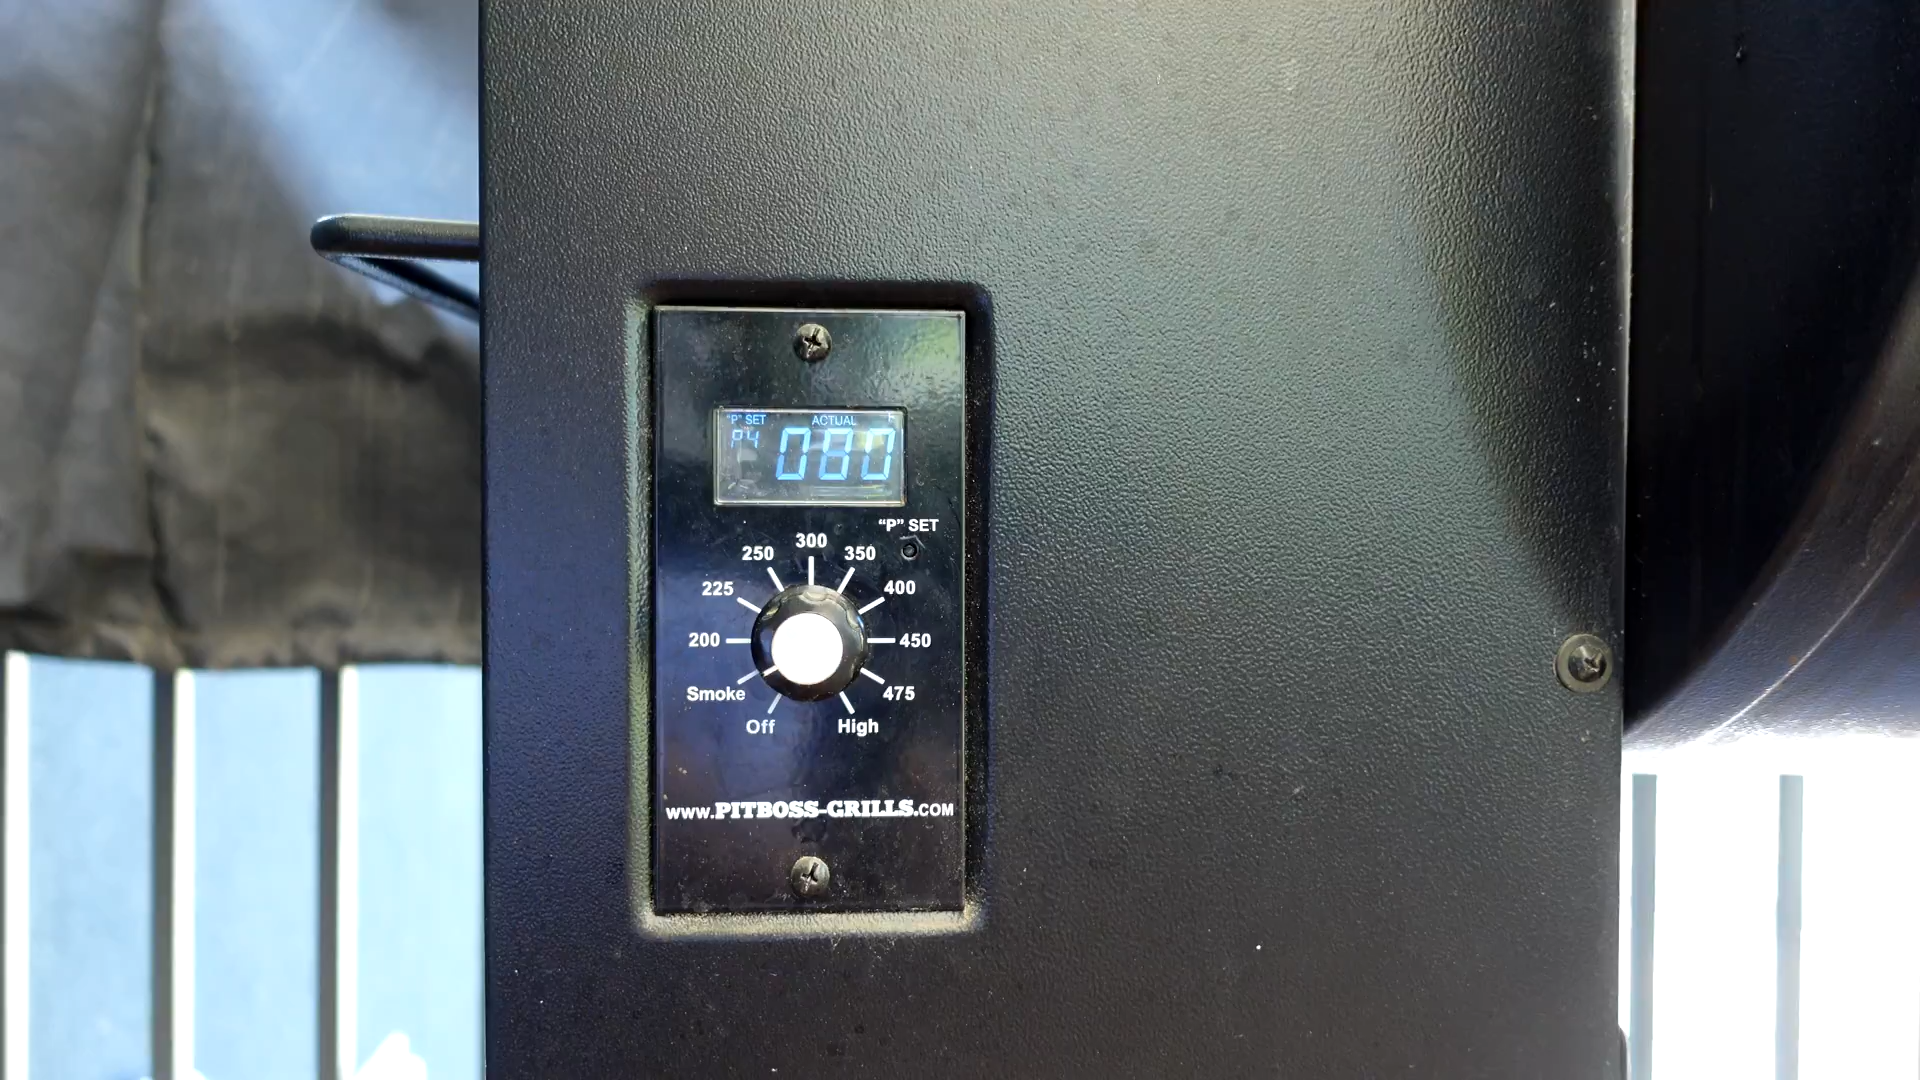 "P" SET ACTUAL F
P4 080
“P” SET
300
250 350
225 400
200 450
Smoke 475
Off High
WWW.PITBOSS-GRILLS.COM